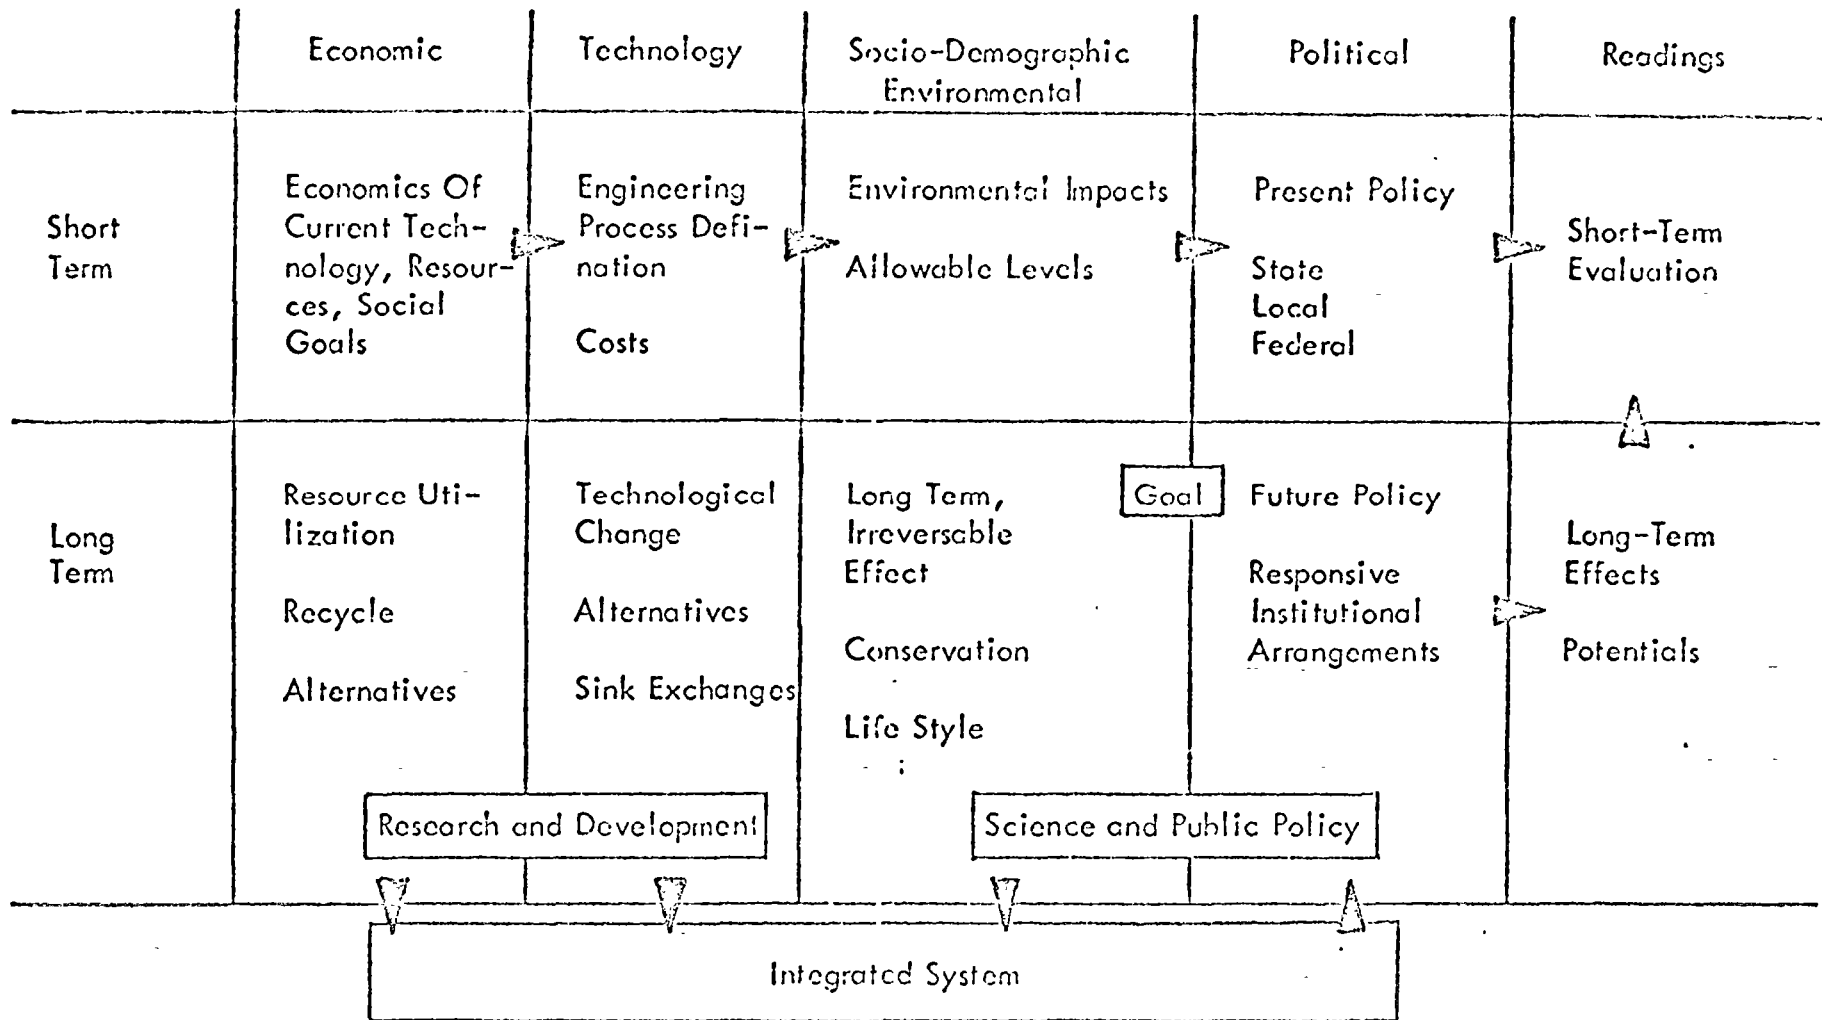 Economic
Technology
Socio-Demographic
Environmental
Political
Readings
Short
Term
Economics Of
Current Tech-
nology, Resour-
ces, Social
Goals
Engineering
Process Defi-
nation
Costs
Environmental Impacts
Allowable Levels
Present Policy
State
Local
Federal
Short-Term
Evaluation
Long
Term
Resource Uti-
lization
Recycle
Alternatives
Technological
Change
Alternatives
Sink Exchanges
Long Term,
Irreversable
Effect
Conservation
Life Style
Goal
Future Policy
Responsive
Institutional
Arrangements
Long-Term
Effects
Potentials
Research and Development
Science and Public Policy
Integrated System